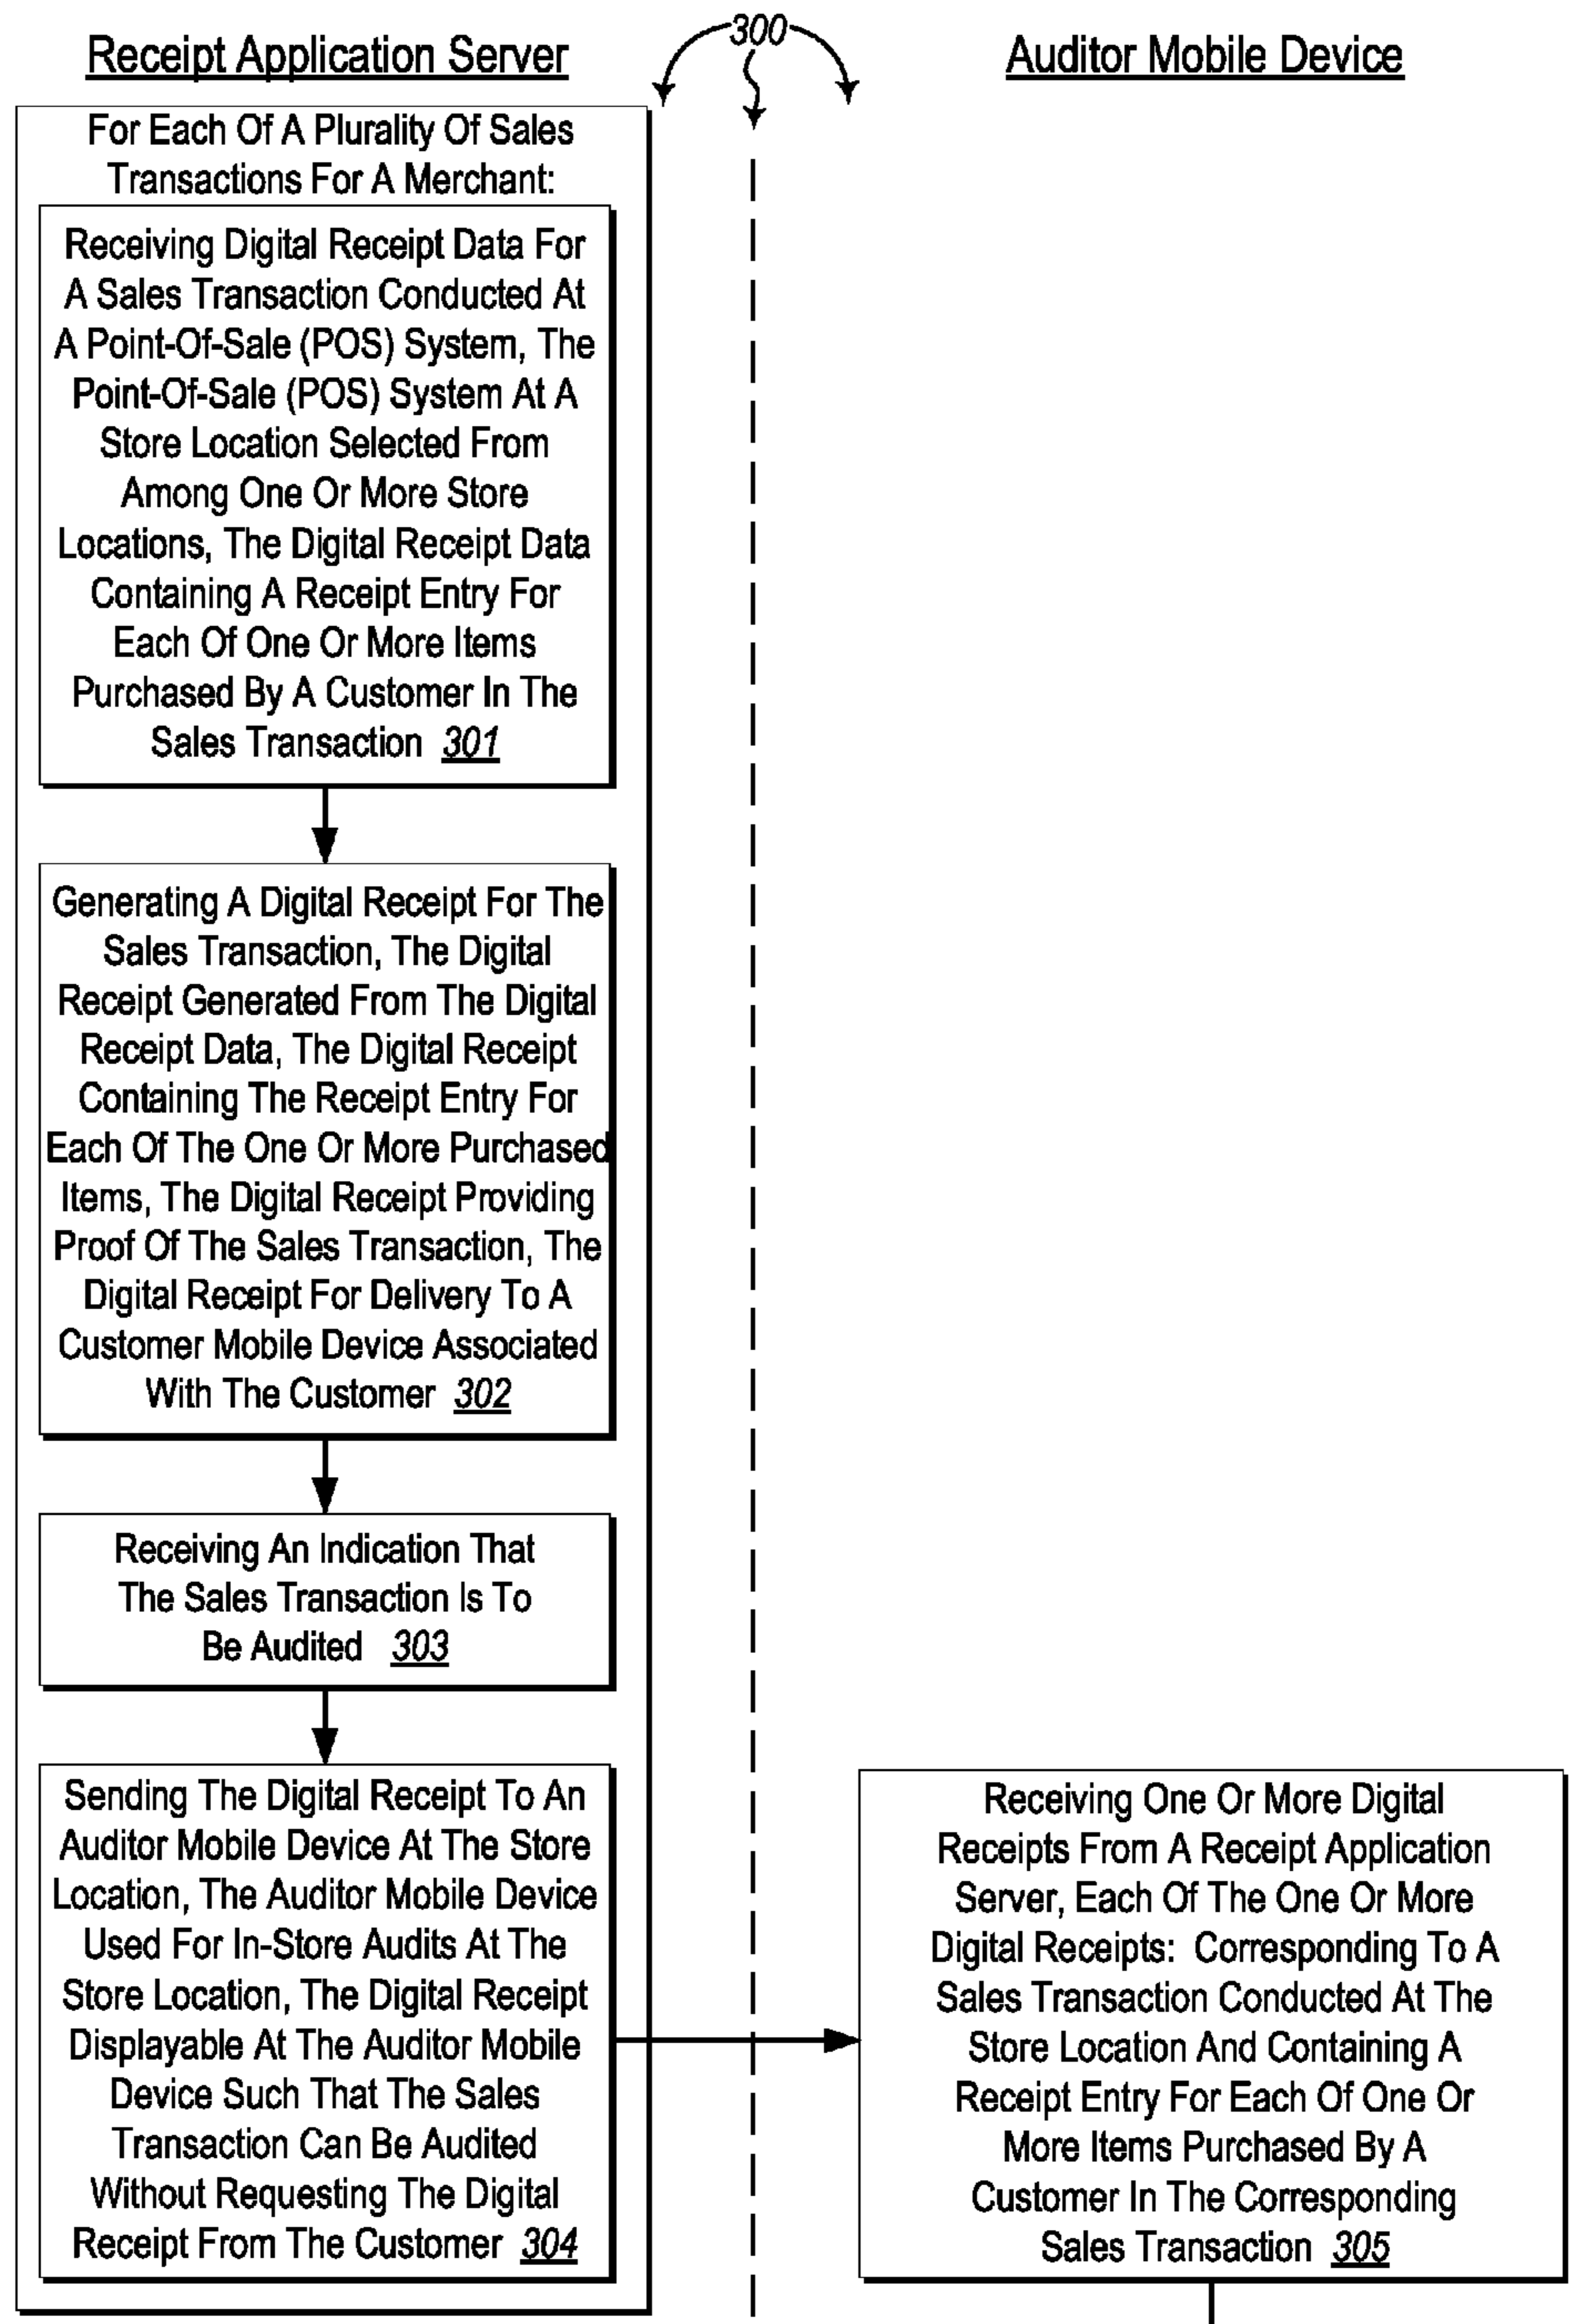 300
Receipt Application Server
Auditor Mobile Device
For Each Of A Plurality Of Sales
Transactions For A Merchant:
Receiving Digital Receipt Data For
A Sales Transaction Conducted At
A Point-Of-Sale (POS) System, The
Point-Of-Sale (POS) System At A
Store Location Selected From
Among One Or More Store
Locations, The Digital Receipt Data
Containing A Receipt Entry For
Each Of One Or More Items
Purchased By A Customer In The
Sales Transaction 301
Generating A Digital Receipt For The
Sales Transaction, The Digital
Receipt Generated From The Digital
Receipt Data, The Digital Receipt
Containing The Receipt Entry For
Each Of The One Or More Purchased
Items, The Digital Receipt Providing
Proof Of The Sales Transaction, The
Digital Receipt For Delivery To A
Customer Mobile Device Associated
With The Customer 302
Receiving An Indication That
The Sales Transaction Is To
Be Audited 303
Sending The Digital Receipt To An
Auditor Mobile Device At The Store
Location, The Auditor Mobile Device
Used For In-Store Audits At The
Store Location, The Digital Receipt
Displayable At The Auditor Mobile
Device Such That The Sales
Transaction Can Be Audited
Without Requesting The Digital
Receipt From The Customer 304
Receiving One Or More Digital
Receipts From A Receipt Application
Server, Each Of The One Or More
Digital Receipts: Corresponding To A
Sales Transaction Conducted At The
Store Location And Containing A
Receipt Entry For Each Of One Or
More Items Purchased By A
Customer In The Corresponding
Sales Transaction 305